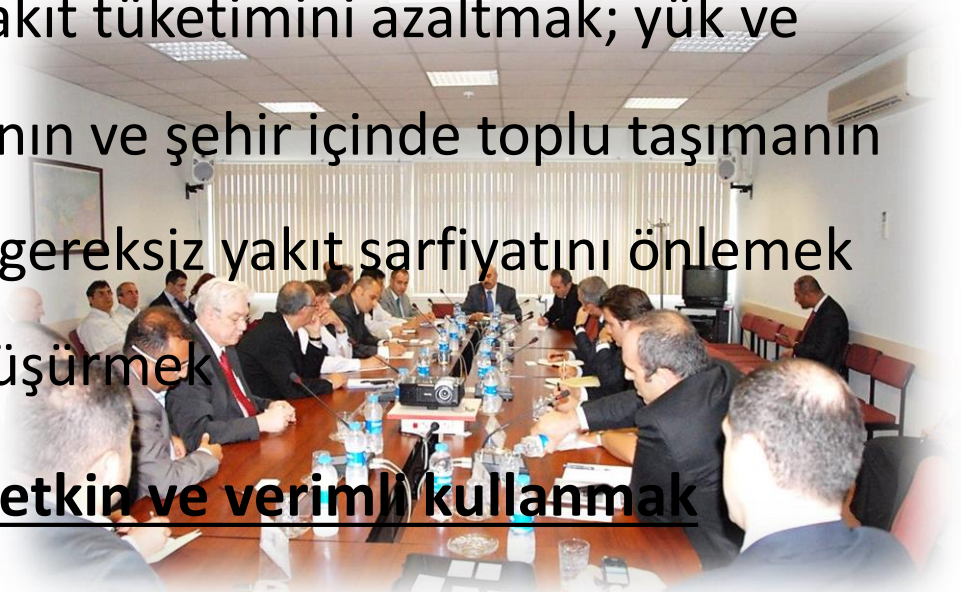 akıt tüketimini azaltmak; yük ve
nın ve şehir içinde toplu taşımanın
gereksiz yakıt sarfiyatını önlemek
üşürmek
etkin ve verimli kullanmak